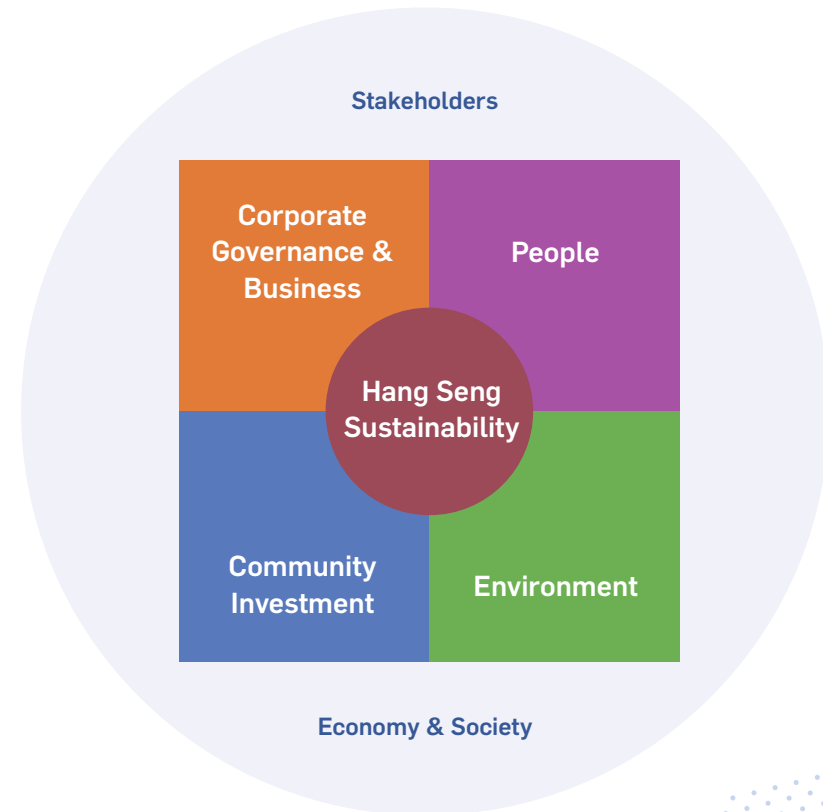 Stakeholders
Corporate
Governance &
Business
People
Hang Seng
Sustainability
Community
Investment
Environment
Economy & Society